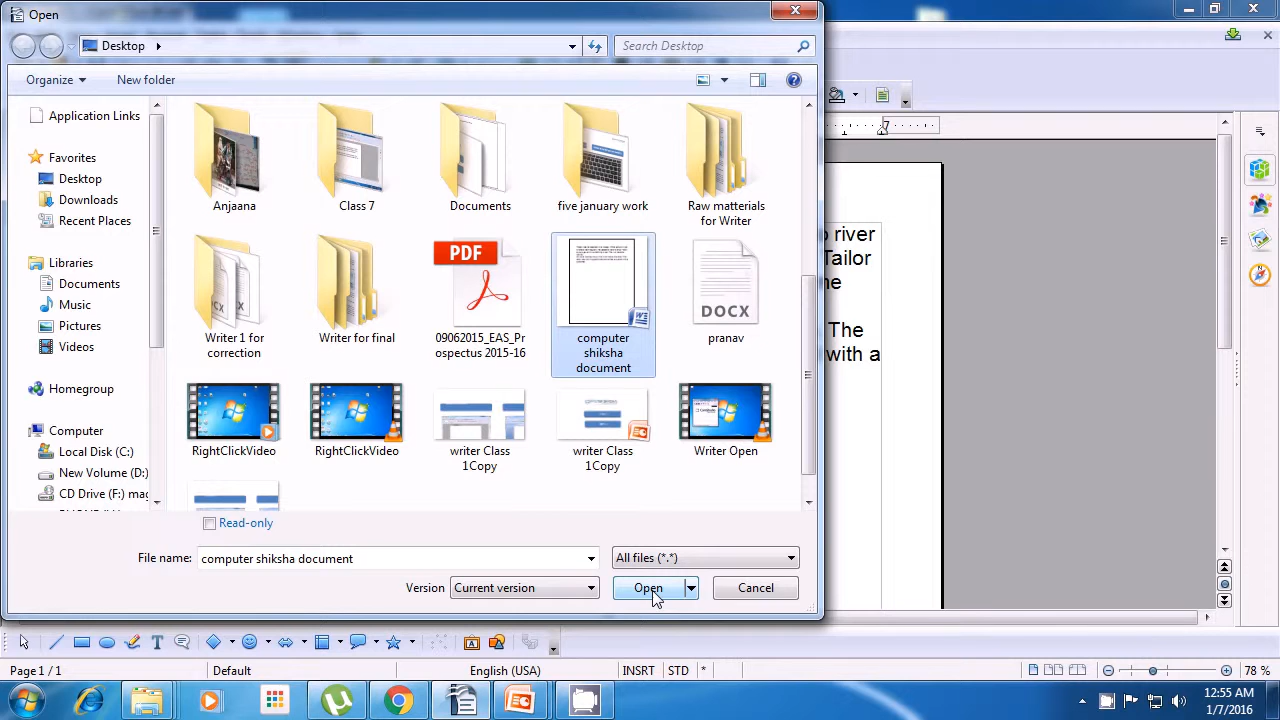 Open
Desktop
Search Desktop
Organize
New folder
Application Links
Favorites
Desktop
Downloads
Recent Places
Libraries
Documents
Music
Pictures
Videos
Homegroup
Computer
Local Disk (C:)
New Volume (D:)
CD Drive (F:) mag
Anjaana
Class 7
Documents
five january work
Raw matterials
for Writer
Writer 1 for
correction
Writer for final
PDF
09062015_EAS_Pr
ospectus 2015-16
computer
shiksha
document
DOCX
pranav
RightClickVideo
RightClickVideo
writer Class
1Copy
writer Class
1Copy
Writer Open
Read-only
File name:
computer shiksha document
All files (*.*)
Version
Current version
Open
Cancel
river
Tailor
The
with a
T
Page 1 / 1
Default
English (USA)
INSRT
STD
*
78 %
12:55 AM
1/7/2016